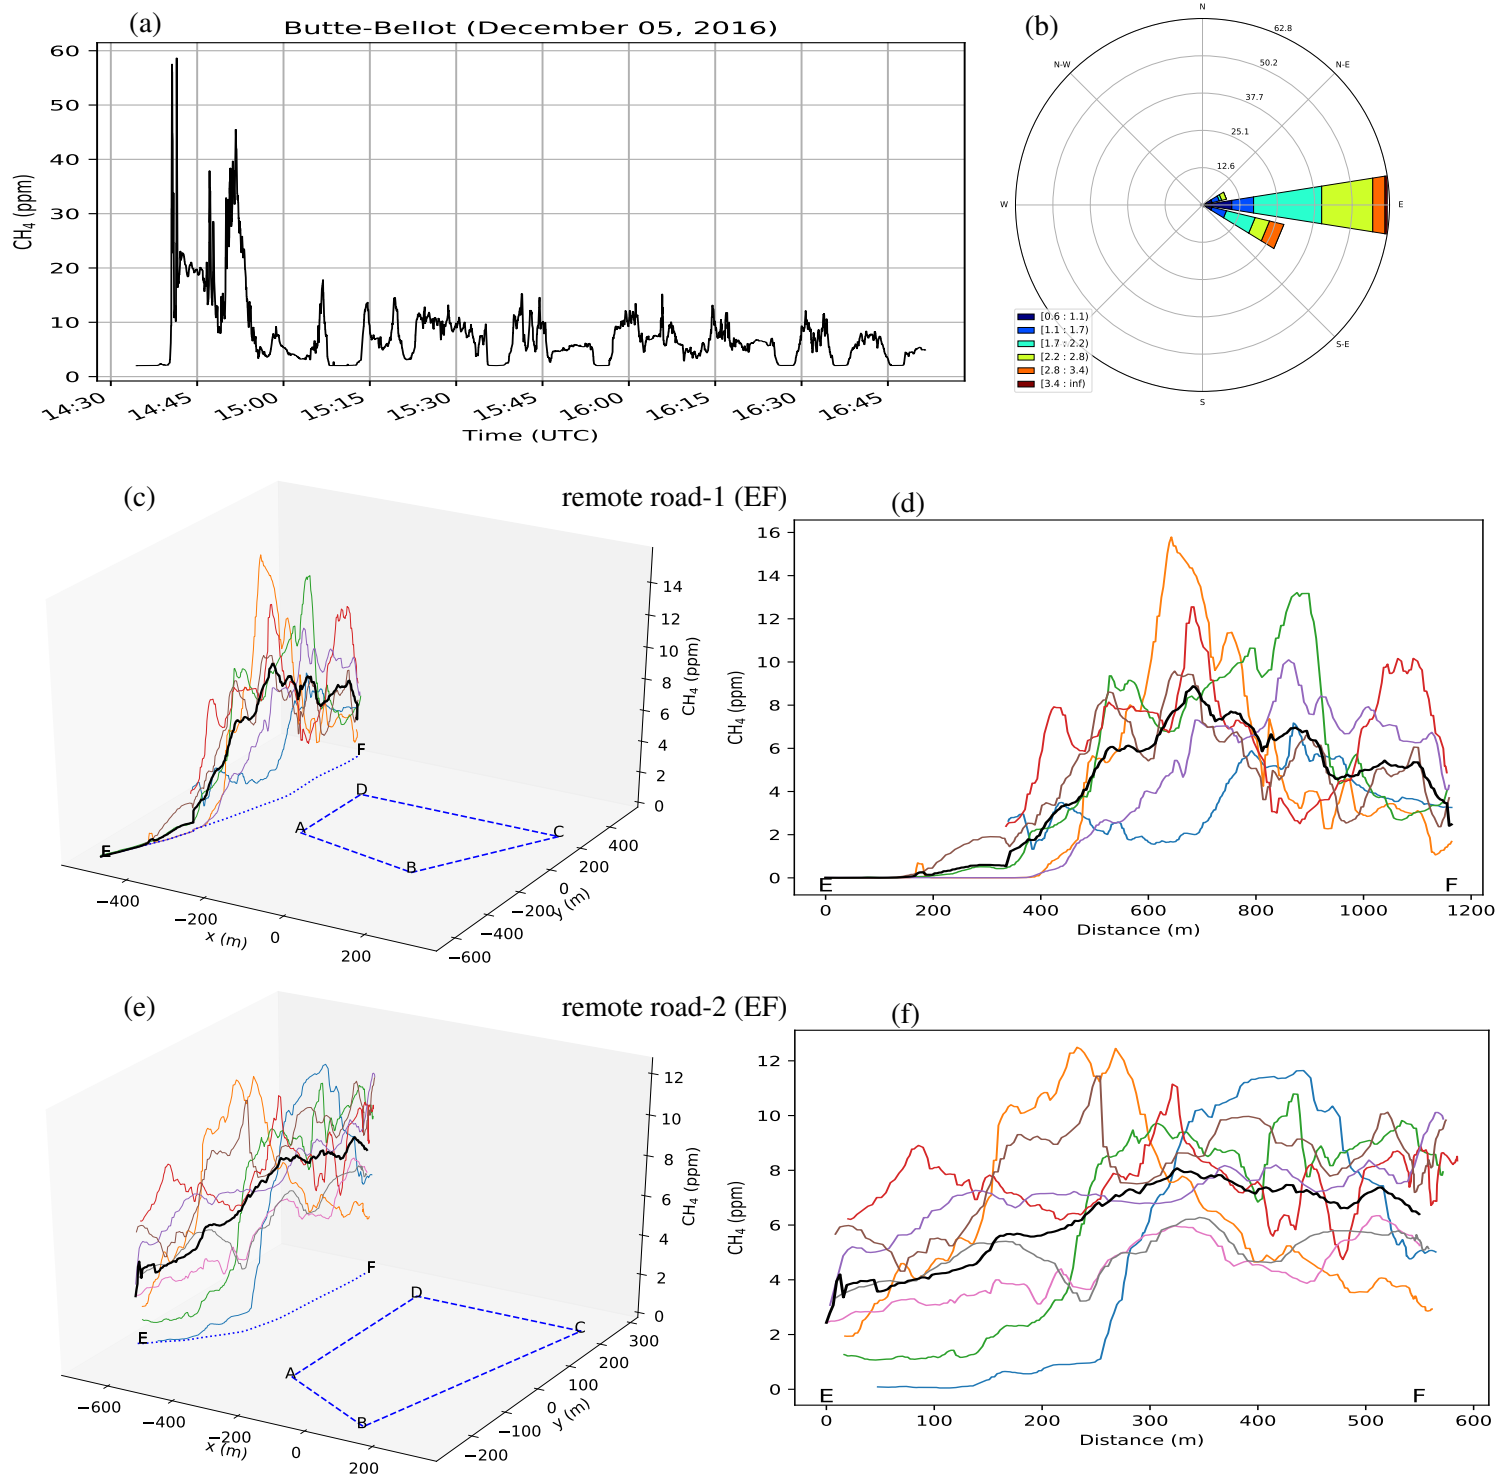 (a)
Butte-Bellot (December 05, 2016)
CH4 (ppm)
60
50
40
30
20
10
0
14:30 14:45 15:00 15:15 15:30 15:45 16:00 16:15 16:30 16:45
Time (UTC)
(b)
N
N-E
E
S-E
S
W
N-W
62.8
50.2
37.7
25.1
12.6
[0.6 : 1.1)
[1.1 : 1.7)
[1.7 : 2.2)
[2.2 : 2.8)
[2.8 : 3.4)
[3.4 : inf)
(c)
remote road-1 (EF)
14
12
10
8
6
4
2
0
CH4 (ppm)
F
D
A
C
B
E
−400
−200
0
200
x (m)
400
200
0
−200
−400
−600
y (m)
(d)
16
14
12
10
8
6
4
2
0
CH4 (ppm)
E F
0 200 400 600 800 1000 1200
Distance (m)
(e)
remote road-2 (EF)
12
10
8
6
4
2
0
CH4 (ppm)
F
D
E
C
A
B
−600
−400
−200
0
200
x (m)
300
200
100
0
−100
−200
y (m)
(f)
12
10
8
6
4
2
0
CH4 (ppm)
E F
0 100 200 300 400 500 600
Distance (m)